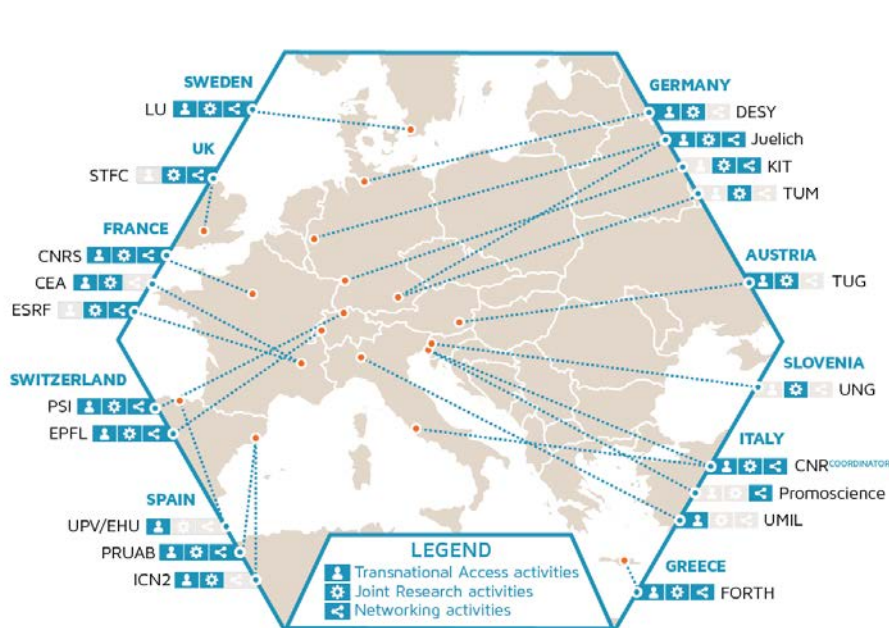 SWEDEN
LU
UK
STFC
FRANCE
CNRS
CEA
ESRF
SWITZERLAND
PSI
EPFL
SPAIN
UPV/EHU
PRUAB
ICN2
GERMANY
DESY
Juelich
KIT
TUM
AUSTRIA
TUG
SLOVENIA
UNG
ITALY
CNR COORDINATOR
Promoscience
UMIL
GREECE
FORTH
LEGEND
Transnational Access activities
Joint Research activities
Networking activities